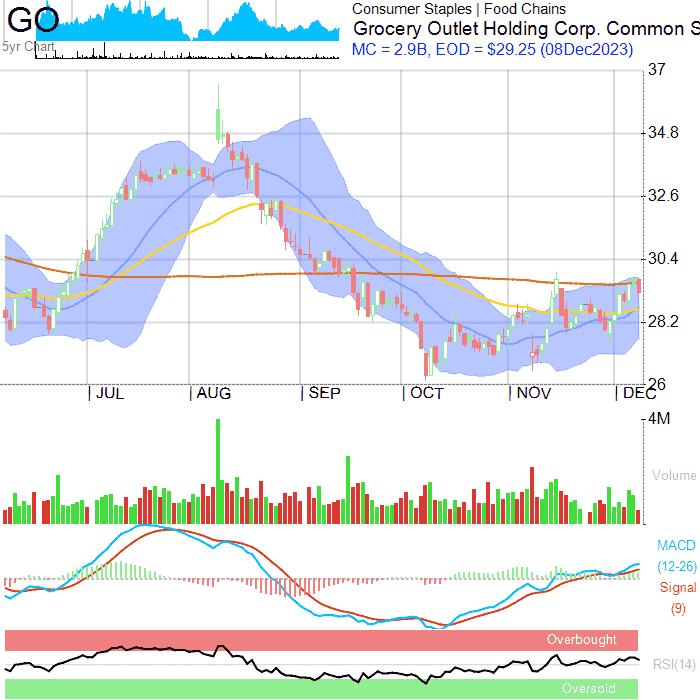 GO
5yr Chart
Consumer Staples | Food Chains
Grocery Outlet Holding Corp. Common S
MC = 2.9B, EOD = $29.25 (08Dec2023)
37
34.8
32.6
30.4
28.2
26
JUL AUG SEP OCT NOV DEC
4M
Volume
MACD
(12-26)
Signal
(9)
Overbought
RSI(14)
Oversold